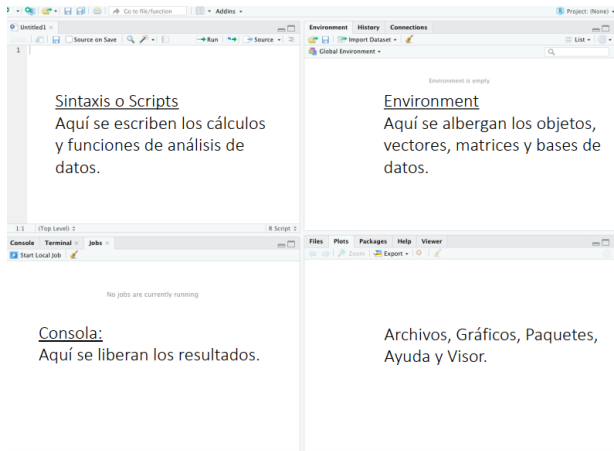 Go to file/function Addins Project: (None)
Untitled1
Source on Save Run Source
1
Sintaxis o Scripts
Aquí se escriben los cálculos
y funciones de análisis de
datos.
1:1 (Top Level) R Script
Environment History Connections
Import Dataset List
Global Environment
Environment is empty
Environment
Aquí se albergan los objetos,
vectores, matrices y bases de
datos.
Console Terminal Jobs
Start Local Job
No jobs are currently running
Consola:
Aquí se liberan los resultados.
Files Plots Packages Help Viewer
Zoom Export
Archivos, Gráficos, Paquetes,
Ayuda y Visor.